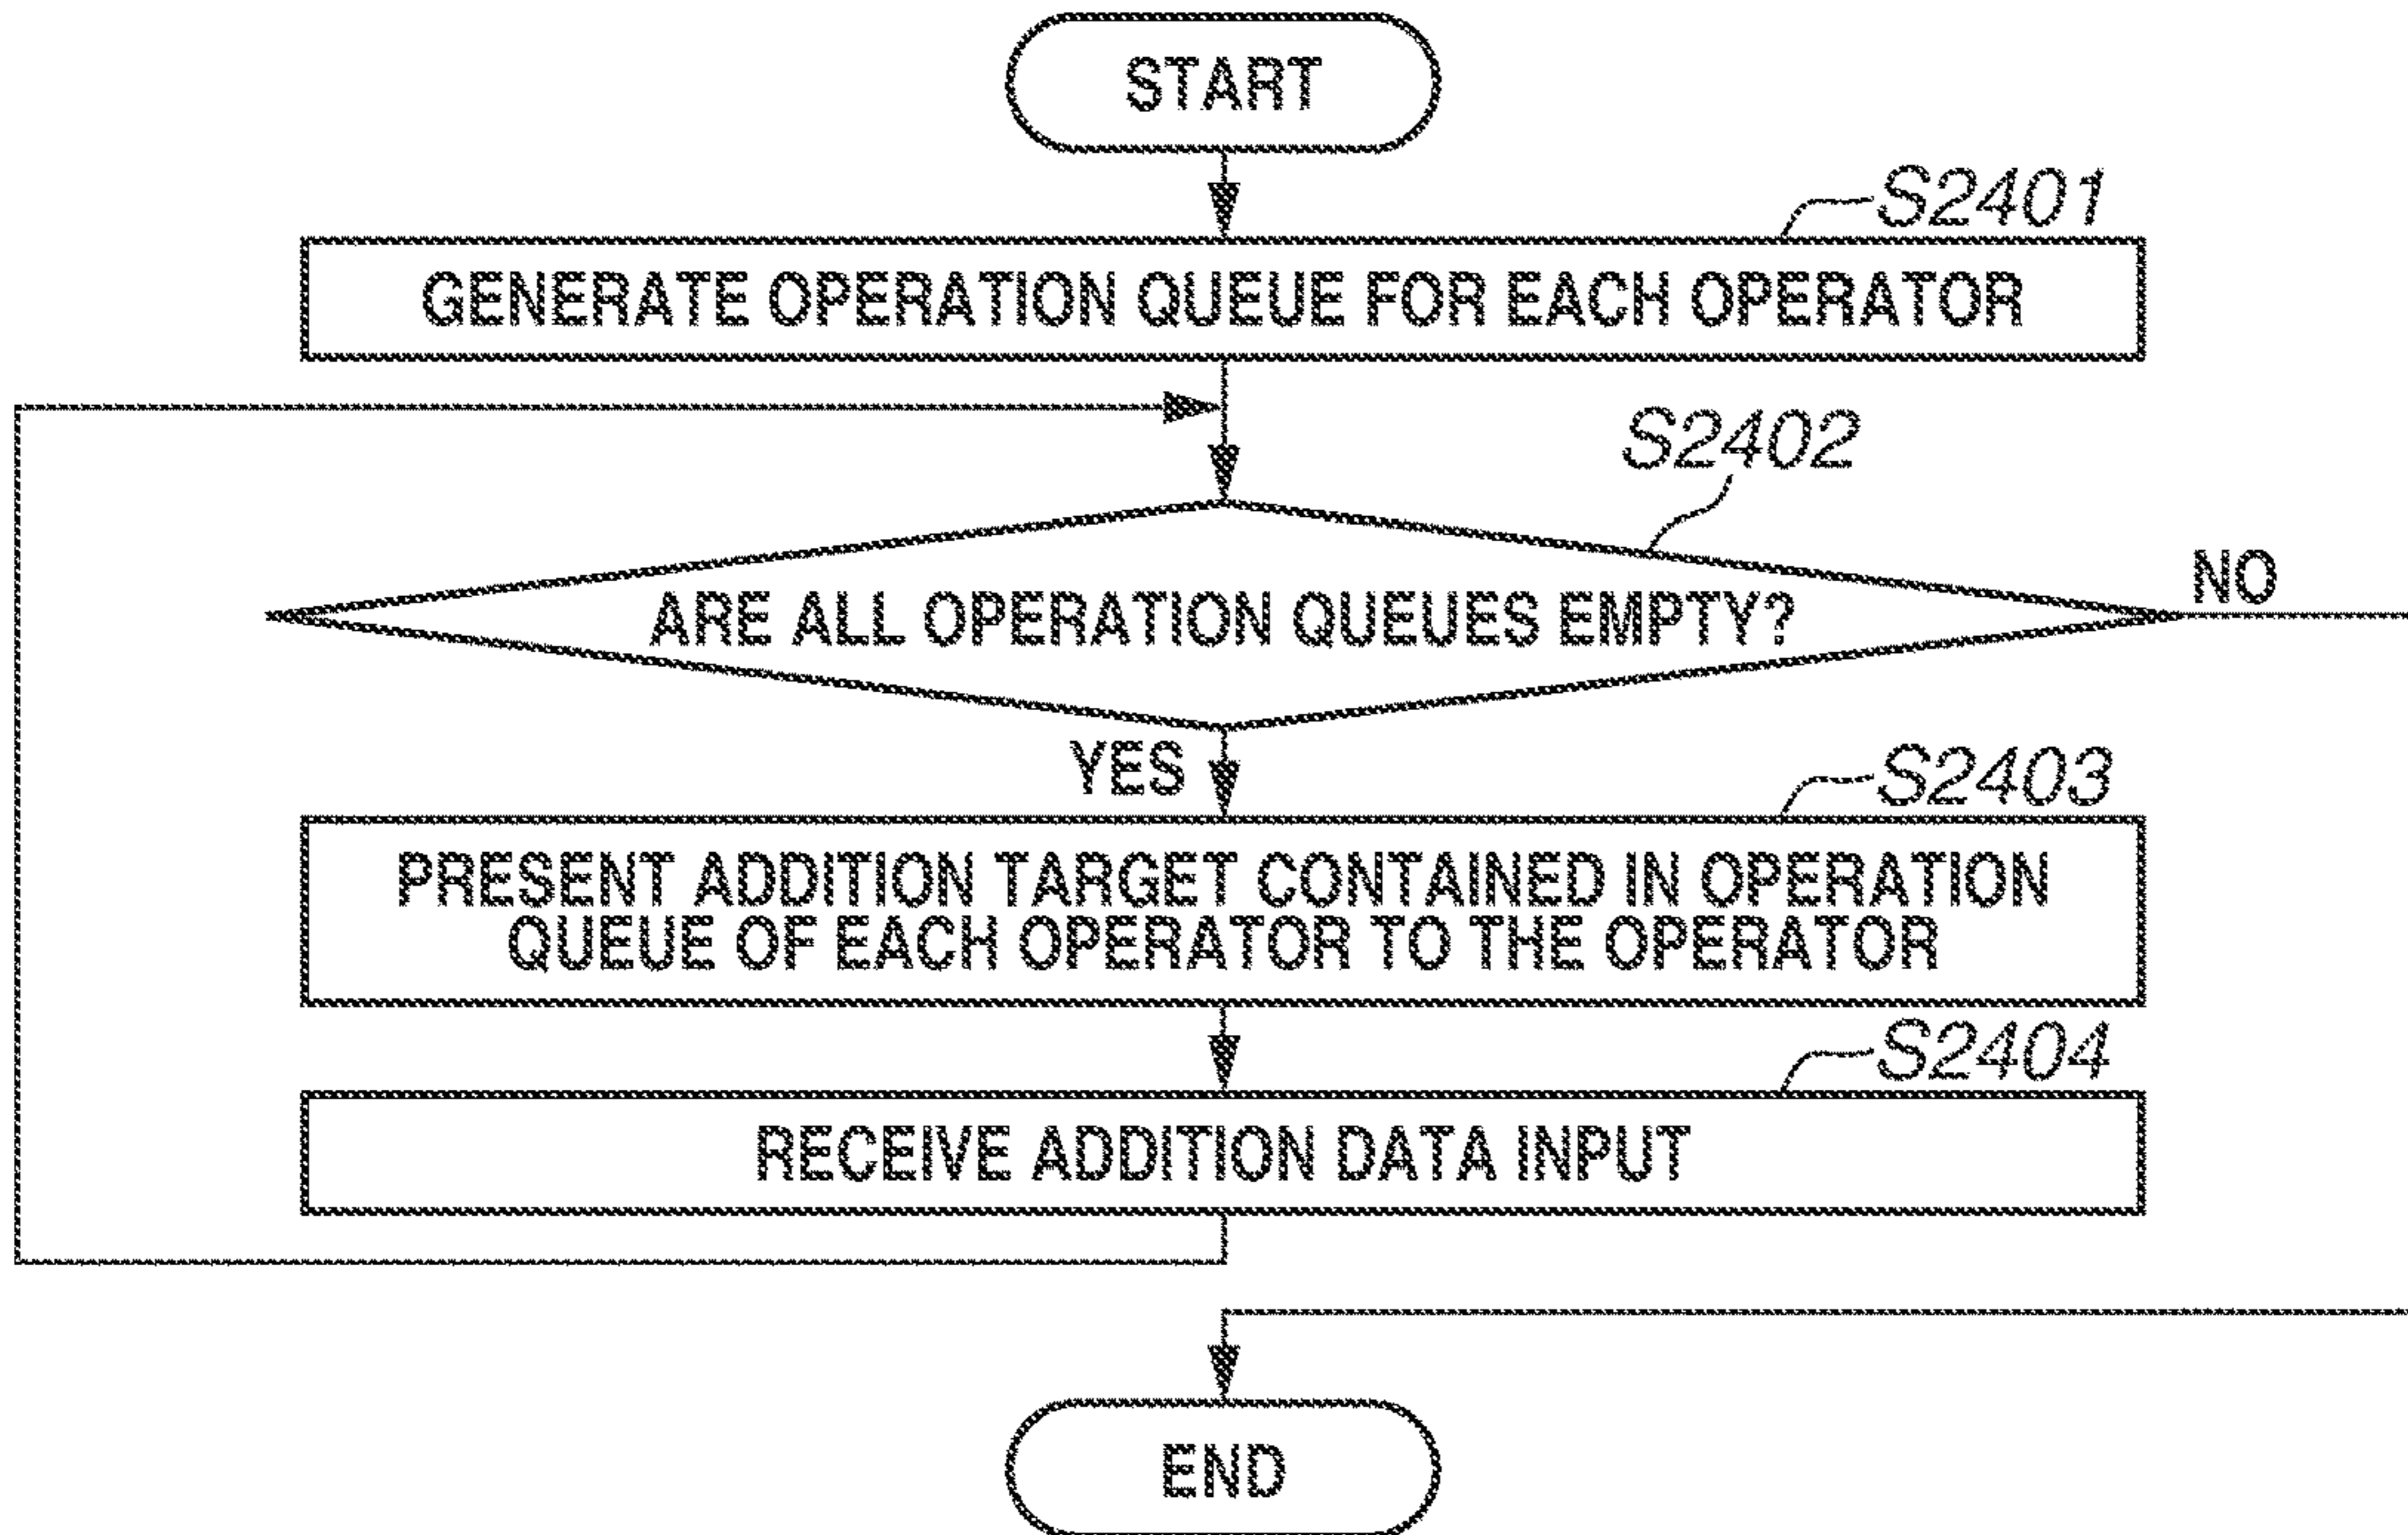 START
S2401
GENERATE OPERATION QUEUE FOR EACH OPERATOR
S2402
ARE ALL OPERATION QUEUES EMPTY?
NO
YES
S2403
PRESENT ADDITION TARGET CONTAINED IN OPERATION
QUEUE OF EACH OPERATOR TO THE OPERATOR
S2404
RECEIVE ADDITION DATA INPUT
END